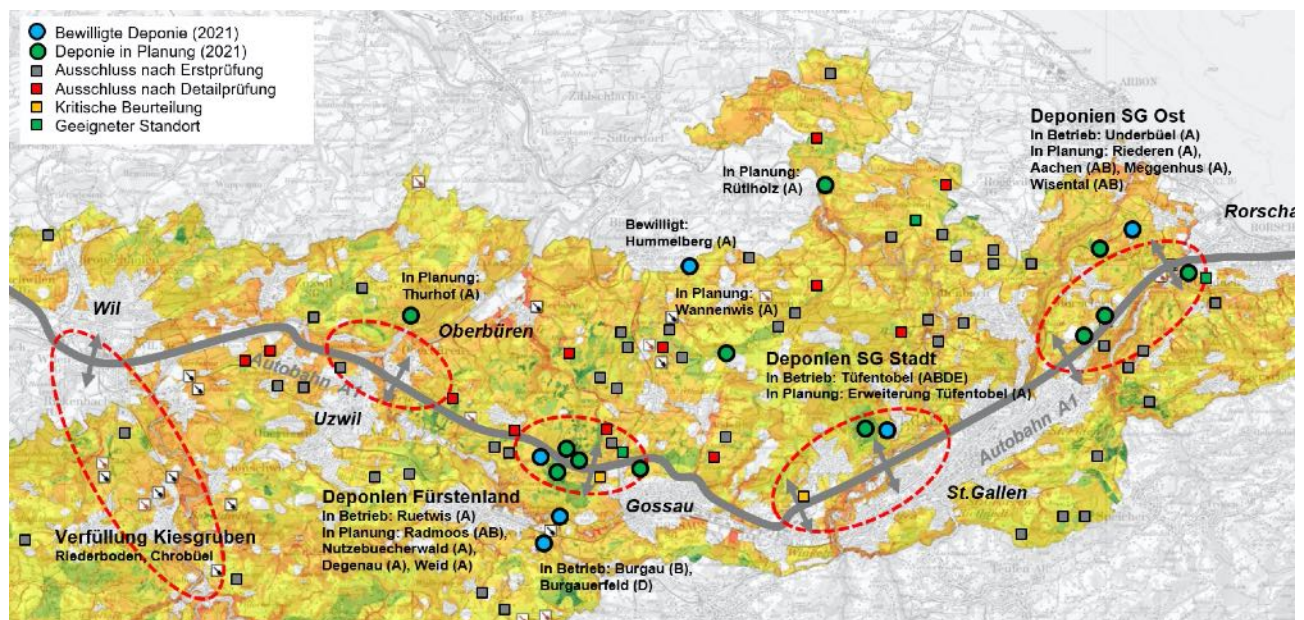 Bewilligte Deponie (2021)
Deponie in Planung (2021)
Ausschluss nach Erstprüfung
Ausschluss nach Detailprüfung
Kritische Beurteilung
Geeigneter Standort
ARBON
Deponien SG Ost
In Betrieb: Underbüel (A)
In Planung: Riederen (A),
Aachen (AB), Meggenhus (A),
Wisental (AB)
In Planung:
Rütiholz (A)
Rorscha
Bewilligt:
Hummelberg (A)
In Planung:
Thurhof (A)
In Planung:
Wannenwis (A)
Wil
Oberbüren
Autobahn A1
Uzwil
Deponien SG Stadt
In Betrieb: Tüfentobel (ABDE)
In Planung: Erweiterung Tüfentobel (A)
Autobahn A1
St.Gallen
Gossau
Deponien Fürstenland
In Betrieb: Ruetwis (A)
In Planung: Radmoos (AB),
Nutzebuecherwald (A),
Degenau (A), Weid (A)
Verfüllung Kiesgruben
Riederboden, Chrobüel
In Betrieb: Burgau (B),
Burgauerfeld (D)